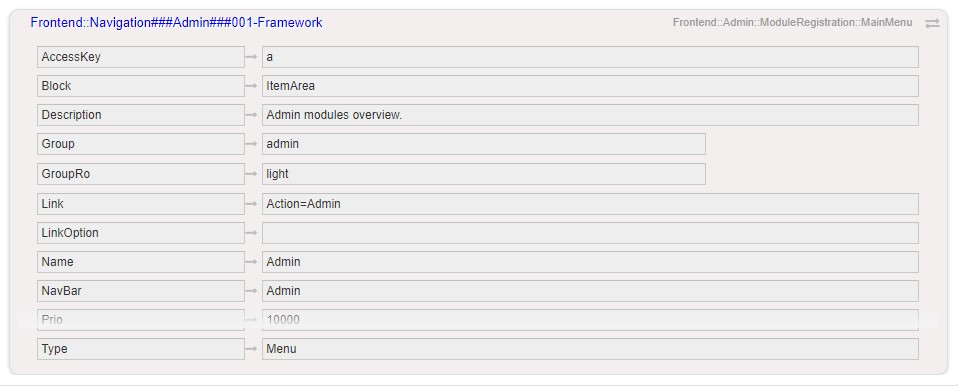 Frontend::Navigation###Admin###001-Framework Frontend::Admin::ModuleRegistration::MainMenu
AccessKey a
Block ItemArea
Description Admin modules overview.
Group admin
GroupRo light
Link Action=Admin
LinkOption
Name Admin
NavBar Admin
Prio 10000
Type Menu